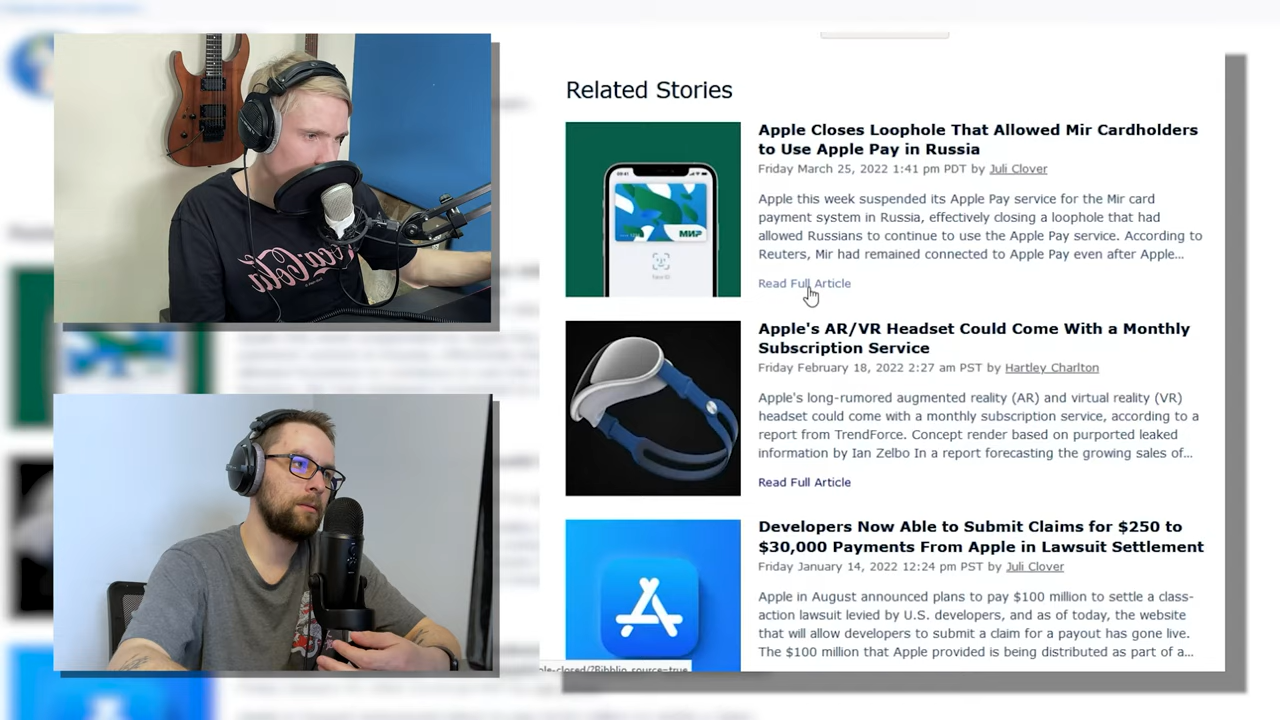 Related Stories
Apple Closes Loophole That Allowed Mir Cardholders
to Use Apple Pay in Russia
Friday March 25, 2022 1:41 pm PDT by Juli Clover
Apple this week suspended its Apple Pay service for the Mir card
payment system in Russia, effectively closing a loophole that had
allowed Russians to continue to use the Apple Pay service. According to
Reuters, Mir had remained connected to Apple Pay even after Apple...
Read Full Article
МИР
Face ID
Apple's AR/VR Headset Could Come With a Monthly
Subscription Service
Friday February 18, 2022 2:27 am PST by Hartley Charlton
Apple's long-rumored augmented reality (AR) and virtual reality (VR)
headset could come with a monthly subscription service, according to a
report from TrendForce. Concept render based on purported leaked
information by Ian Zelbo In a report forecasting the growing sales of...
Read Full Article
Developers Now Able to Submit Claims for $250 to
$30,000 Payments From Apple in Lawsuit Settlement
Friday January 14, 2022 12:24 pm PST by Juli Clover
Apple in August announced plans to pay $100 million to settle a class-
action lawsuit levied by U.S. developers, and as of today, the website
that will allow developers to submit a claim for a payout has gone live.
The $100 million that Apple provided is being distributed as part of a...
Coca-Cola